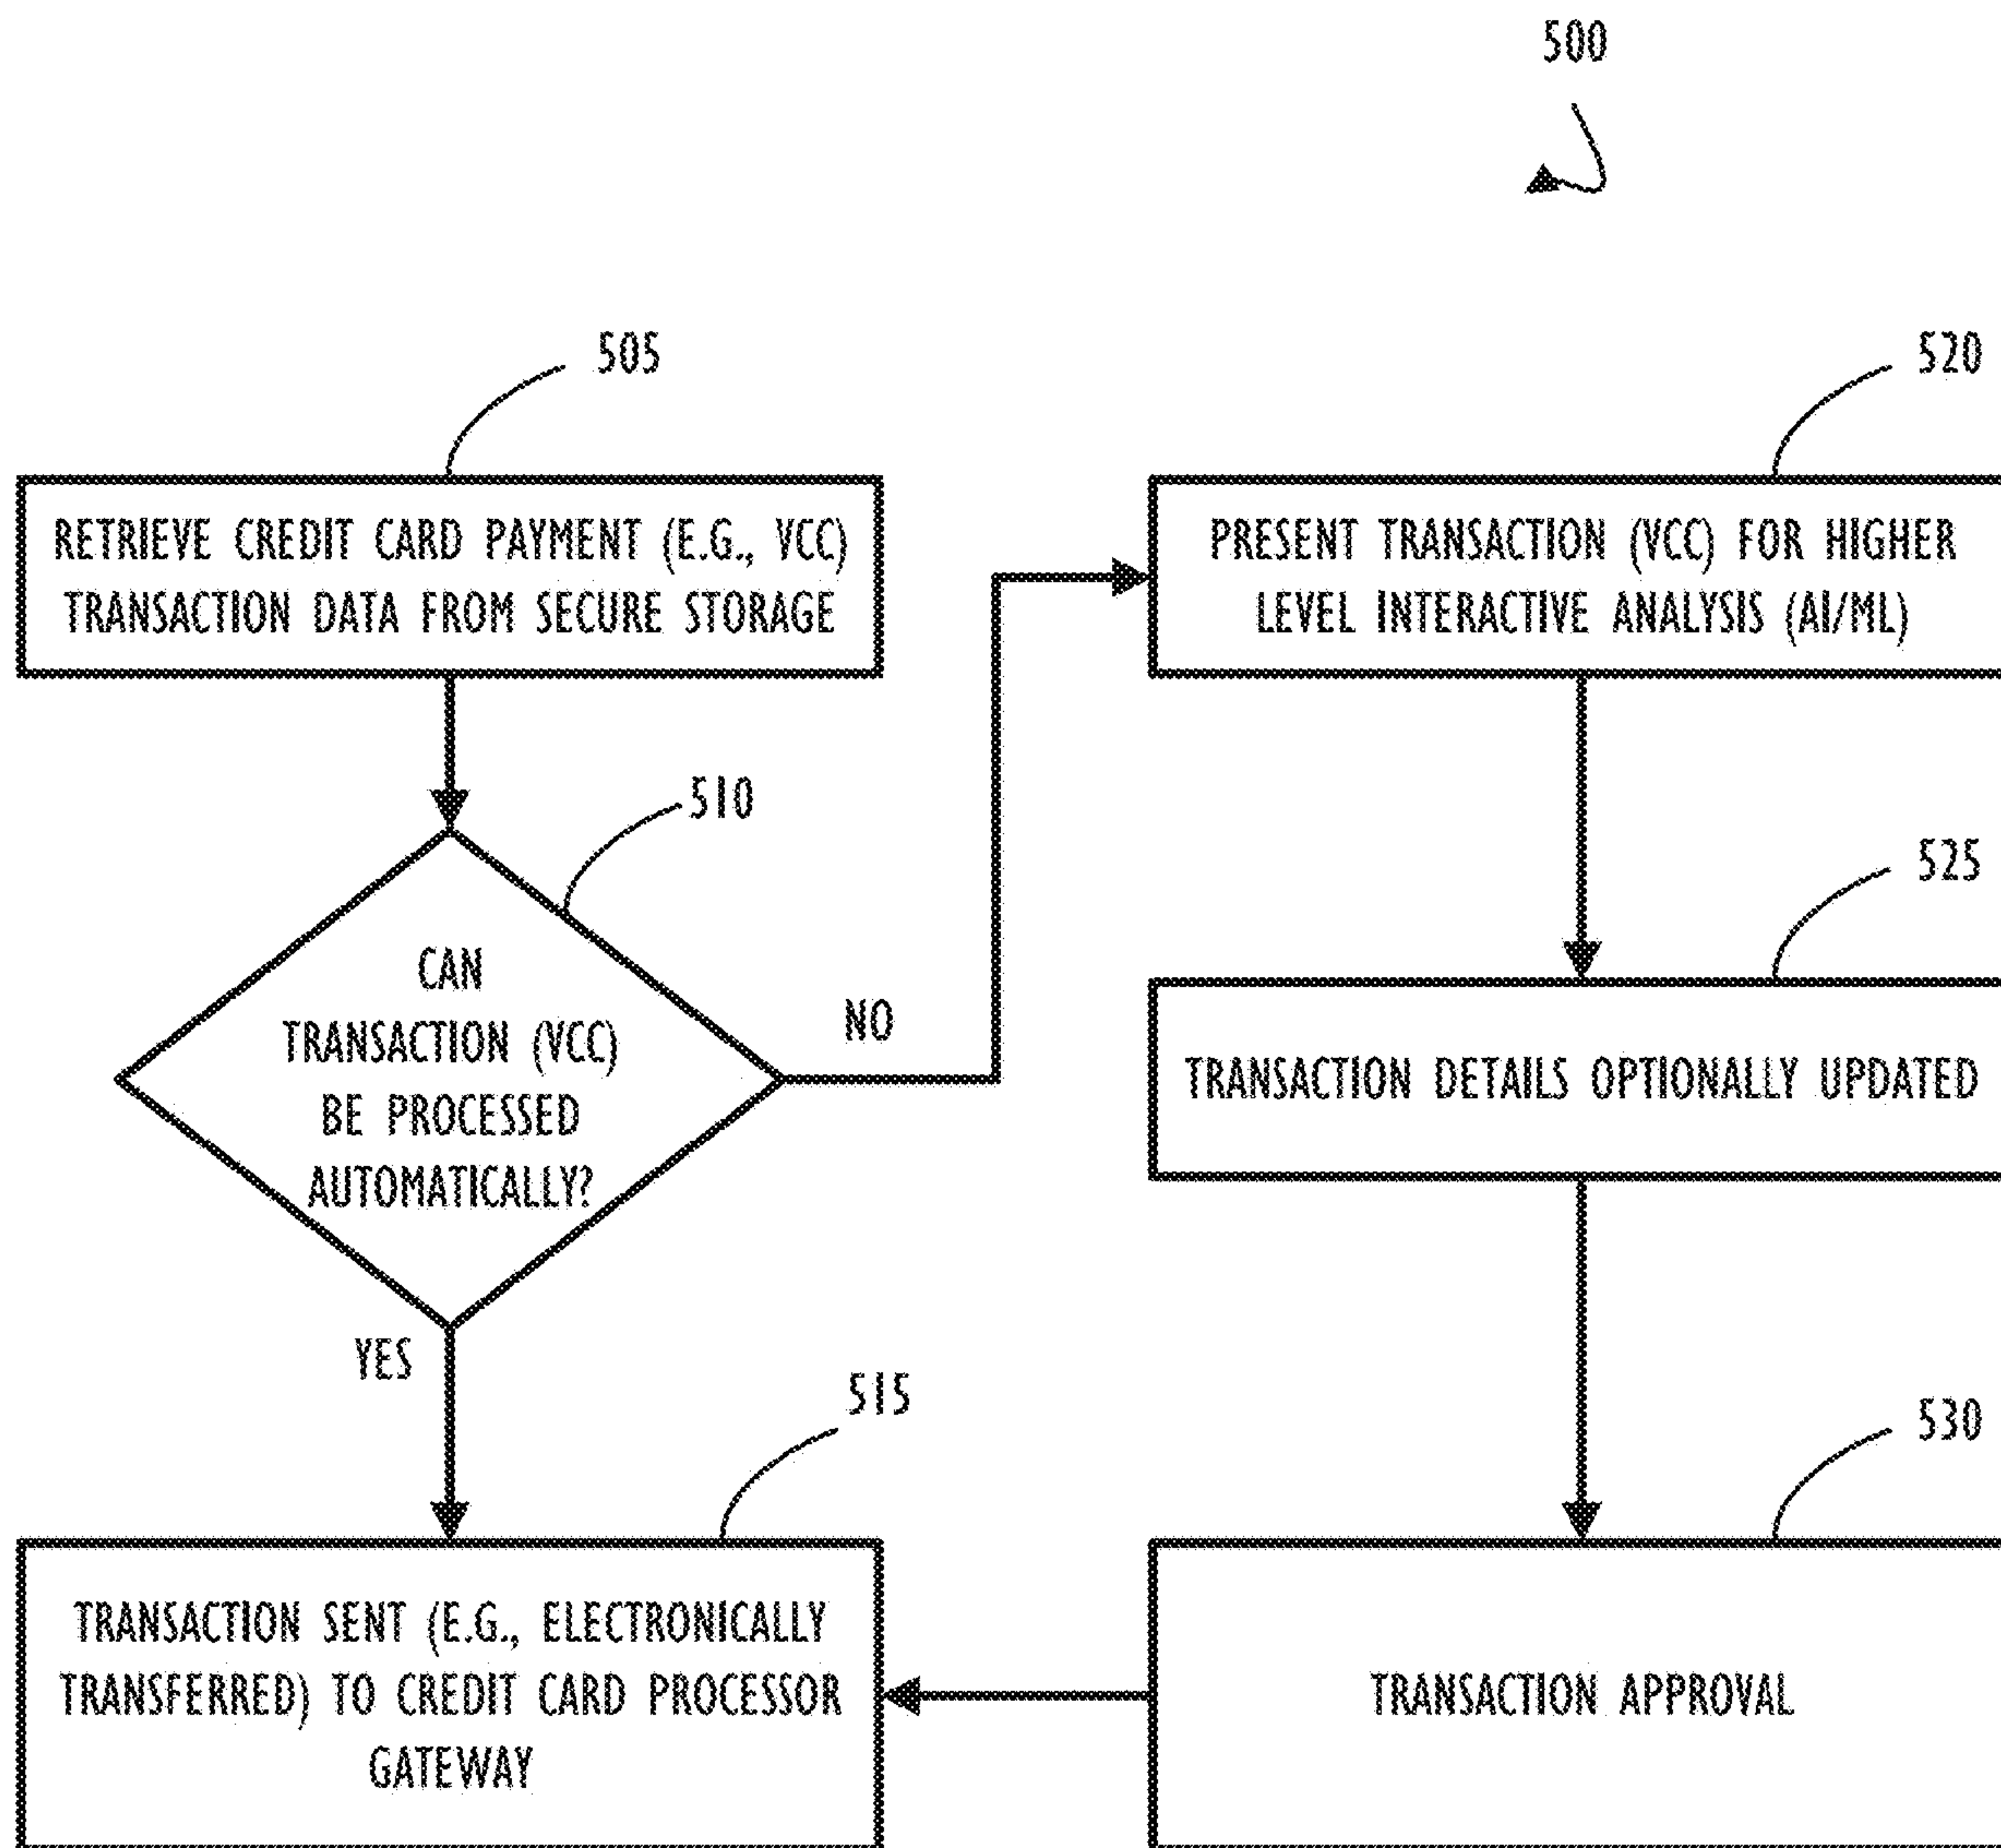 500
505
RETRIEVE CREDIT CARD PAYMENT (E.G., VCC)
TRANSACTION DATA FROM SECURE STORAGE
510
CAN
TRANSACTION (VCC)
BE PROCESSED
AUTOMATICALLY?
NO
YES
515
TRANSACTION SENT (E.G., ELECTRONICALLY
TRANSFERRED) TO CREDIT CARD PROCESSOR
GATEWAY
520
PRESENT TRANSACTION (VCC) FOR HIGHER
LEVEL INTERACTIVE ANALYSIS (AI/ML)
525
TRANSACTION DETAILS OPTIONALLY UPDATED
530
TRANSACTION APPROVAL